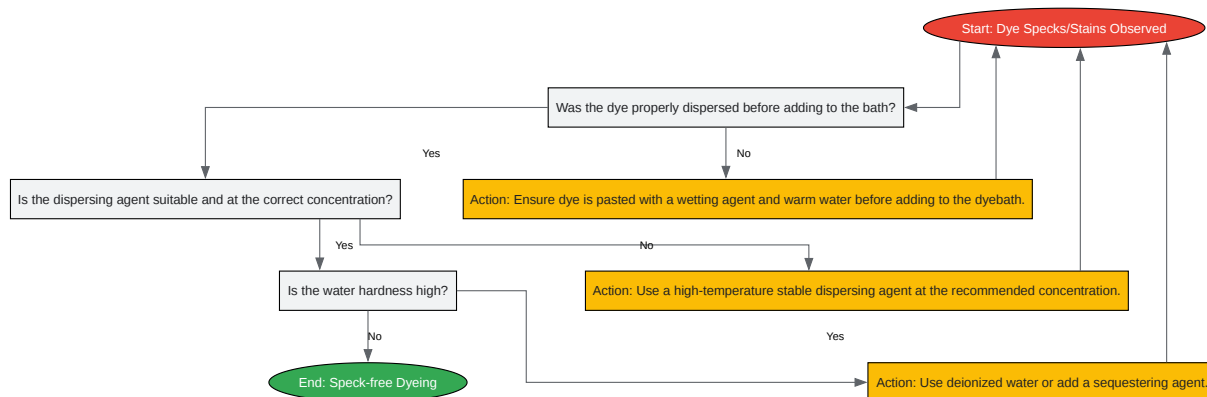 Start: Dye Specks/Stains Observed
Was the dye properly dispersed before adding to the bath?
Yes
No
Is the dispersing agent suitable and at the correct concentration?
Action: Ensure dye is pasted with a wetting agent and warm water before adding to the dyebath.
Yes
No
Is the water hardness high?
Action: Use a high-temperature stable dispersing agent at the recommended concentration.
No
Yes
End: Speck-free Dyeing
Action: Use deionized water or add a sequestering agent.